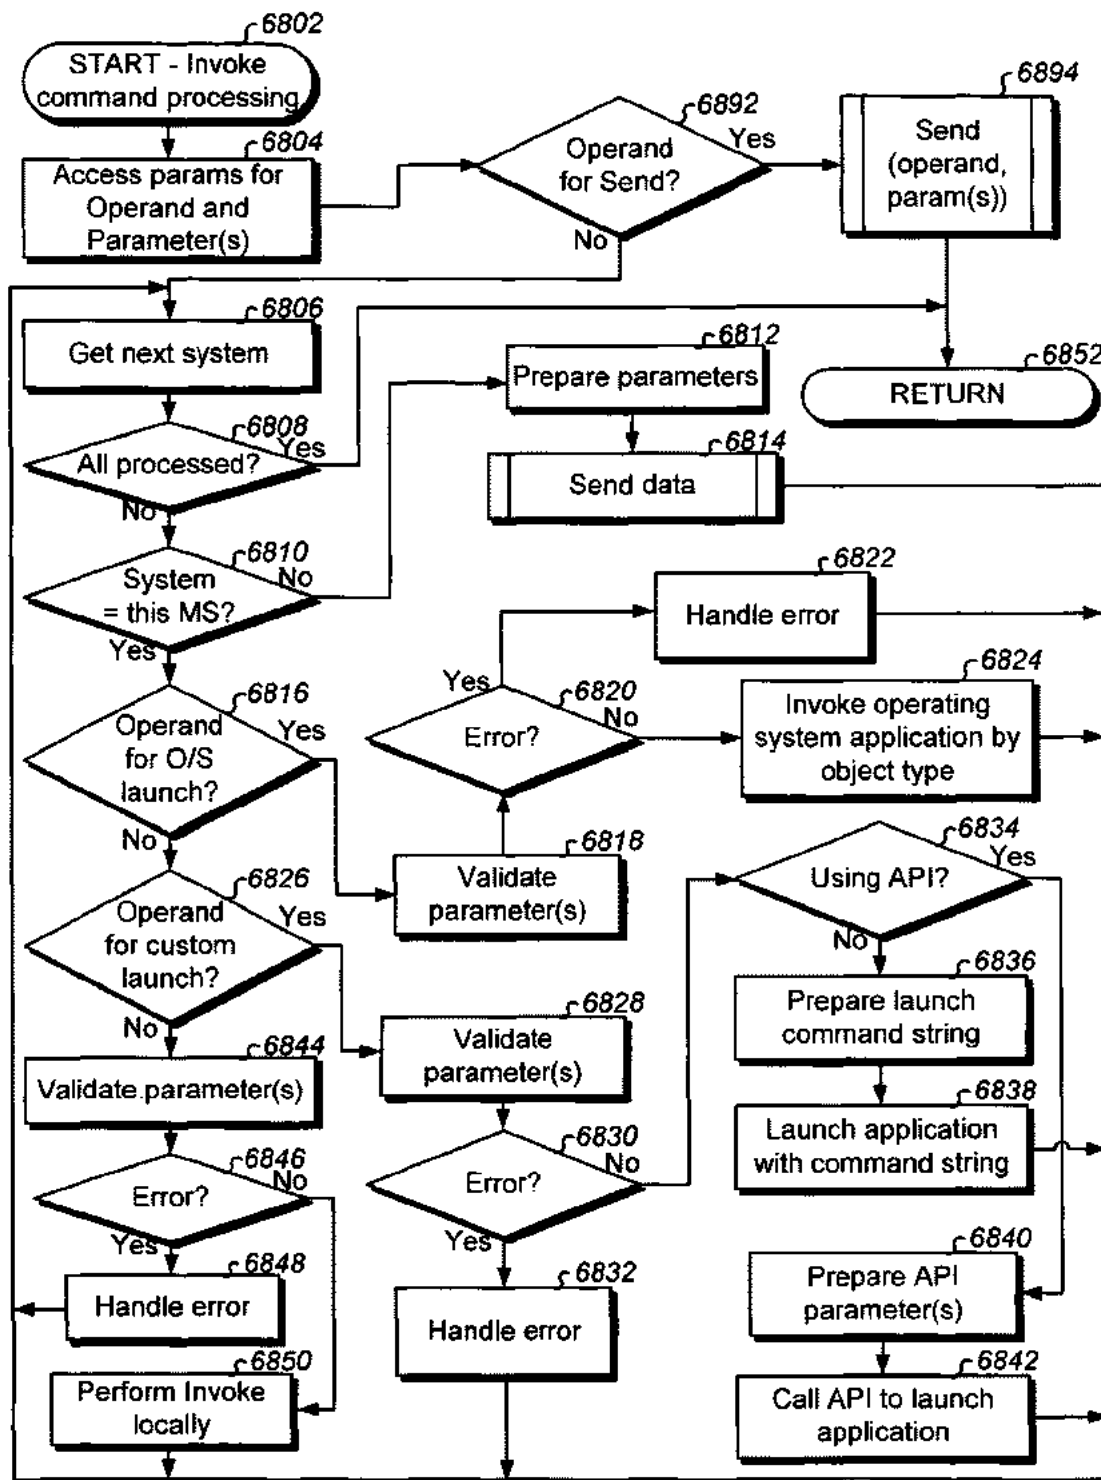 6802
START - Invoke
command processing
6804
Access params for
Operand and
Parameter(s)
6892
Operand
for Send?
Yes
No
6894
Send
(operand,
param(s))
6806
Get next system
6808
All processed?
Yes
No
6812
Prepare parameters
6814
Send data
6852
RETURN
6810
System
= this MS?
No
Yes
6822
Handle error
6816
Operand
for O/S
launch?
Yes
No
6820
Error?
Yes
No
6824
Invoke operating
system application by
object type
6818
Validate
parameter(s)
6826
Operand
for custom
launch?
Yes
No
6834
Using API?
Yes
No
6836
Prepare launch
command string
6828
Validate
parameter(s)
6838
Launch application
with command string
6844
Validate.parameter(s)
6830
Error?
No
Yes
6846
Error?
No
Yes
6848
Handle error
6832
Handle error
6840
Prepare API
parameter(s)
6850
Perform Invoke
locally
6842
Call API to launch
application